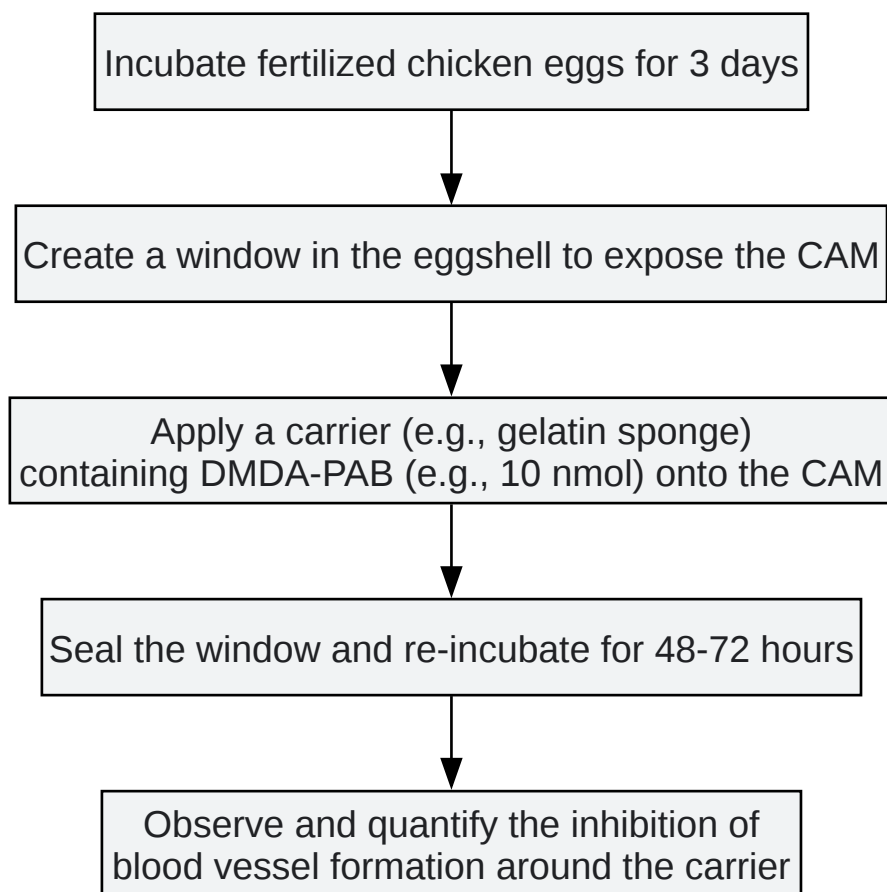 Incubate fertilized chicken eggs for 3 days
Create a window in the eggshell to expose the CAM
Apply a carrier (e.g., gelatin sponge)
containing DMDA-PAB (e.g., 10 nmol) onto the CAM
Seal the window and re-incubate for 48-72 hours
Observe and quantify the inhibition of
blood vessel formation around the carrier